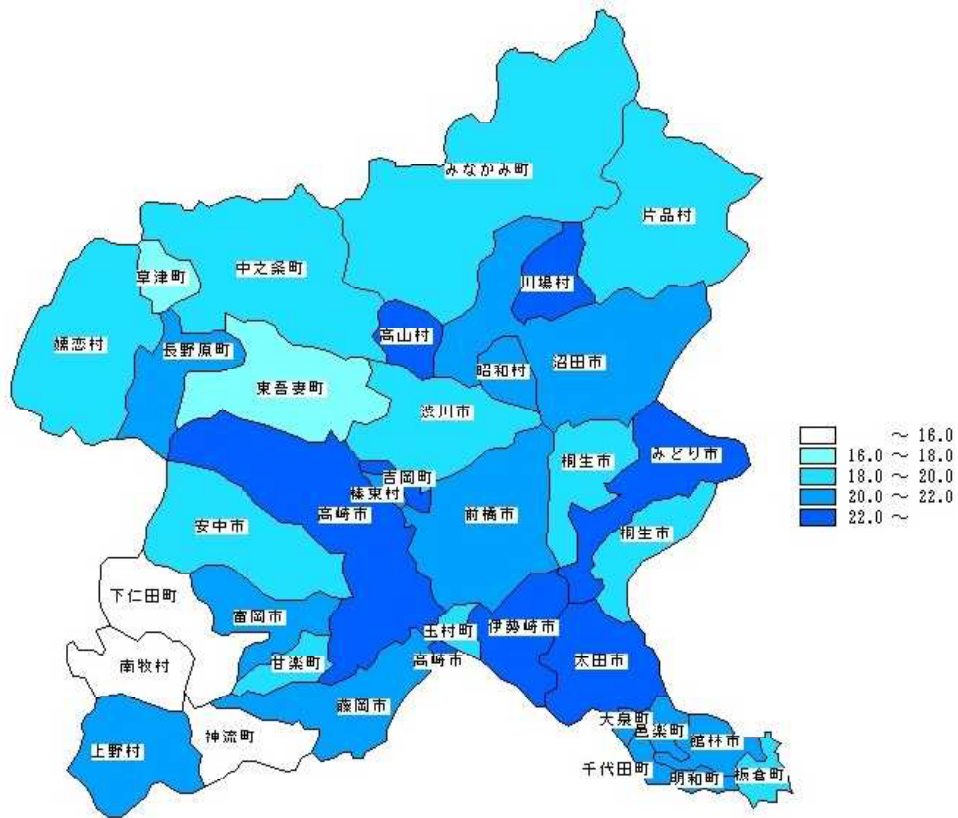 みなかみ町
片品村
中之条町
草津町
川場村
高山村
嬬恋村
長野原町
昭和村
沼田市
東吾妻町
渋川市
～ 16.0
16.0 ～ 18.0
18.0 ～ 20.0
20.0 ～ 22.0
22.0 ～
みどり市
桐生市
吉岡町
榛東村
高崎市
前橋市
安中市
桐生市
下仁田町
富岡市
玉村町
伊勢崎市
高崎市
太田市
南牧村
甘楽町
藤岡市
大泉町
邑楽町
館林市
上野村
神流町
千代田町
明和町
板倉町